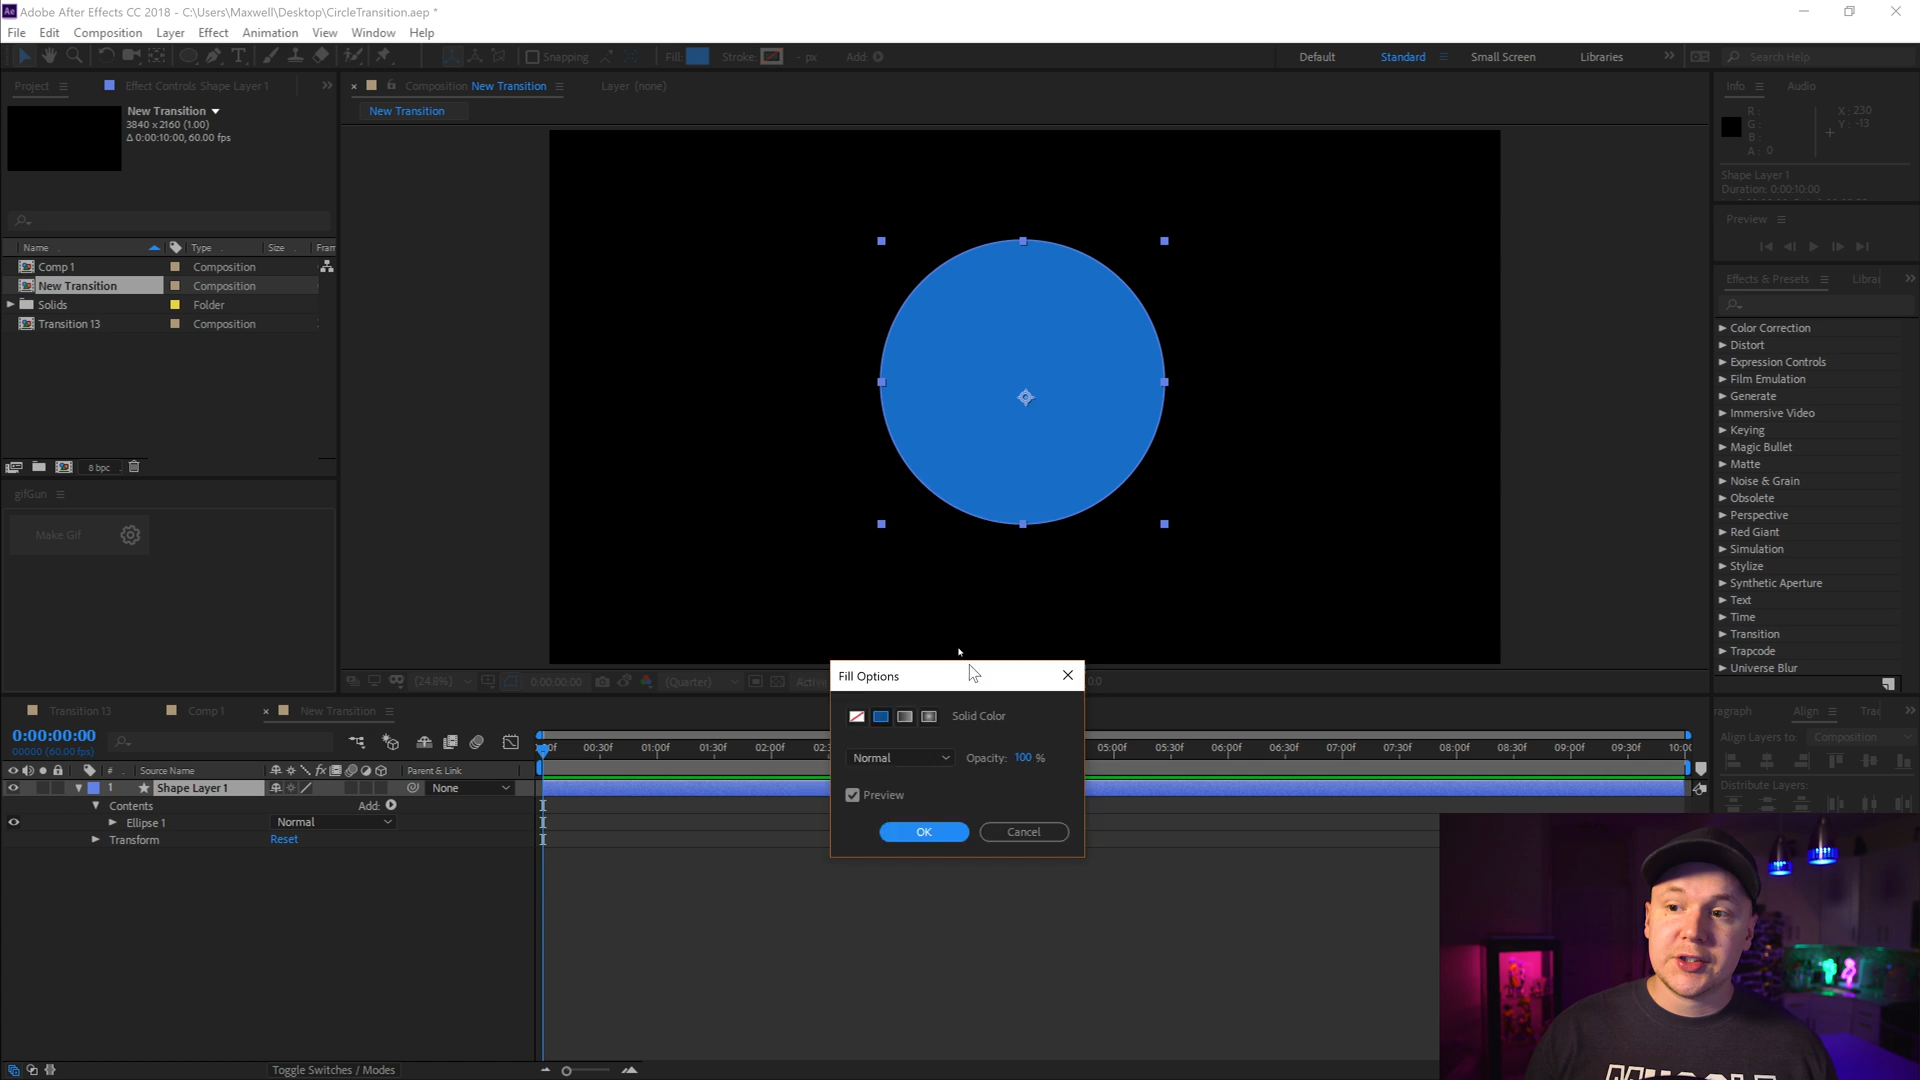 Adobe After Effects CC 2018 - C:\Users\Maxwell\Desktop\CircleTransition.aep *
File Edit Composition Layer Effect Animation View Window Help
Snapping Fill: Stroke: - px Add: Default Standard Small Screen Libraries Search Help
Project Effect Controls Shape Layer 1 Composition New Transition Layer (none) Info Audio
New Transition
3840 x 2160 (1.00)
Δ 0:00:10:00, 60.00 fps
New Transition
R:
G:
B:
A: 0
X: 230
Y: -13
Shape Layer 1
Duration: 0:00:10:00
Preview
Name Type Size Fram
Comp 1 Composition
New Transition Composition
Solids Folder
Transition 13 Composition
8 bpc
gifGun
Make Gif
Effects & Presets Librar
Color Correction
Distort
Expression Controls
Film Emulation
Generate
Immersive Video
Keying
Magic Bullet
Matte
Noise & Grain
Obsolete
Perspective
Red Giant
Simulation
Stylize
Synthetic Aperture
Text
Time
Transition
Trapcode
Universe Blur
(24.8%) 0:00:00:00 (Quarter) Active 0.0
Fill Options
Solid Color
Normal Opacity: 100 %
Preview
OK Cancel
Transition 13 Comp 1 New Transition
0:00:00:00
00000 (60.00 fps)
00f 00:30f 01:00f 01:30f 02:00f 02: 05:00f 05:30f 06:00f 06:30f 07:00f 07:30f 08:00f 08:30f 09:00f 09:30f 10:00
# Source Name fx Parent & Link
1 Shape Layer 1 None
Contents Add:
Ellipse 1 Normal
Transform Reset
Toggle Switches / Modes
aragraph Align Trac
Align Layers to: Composition
Distribute Layers: